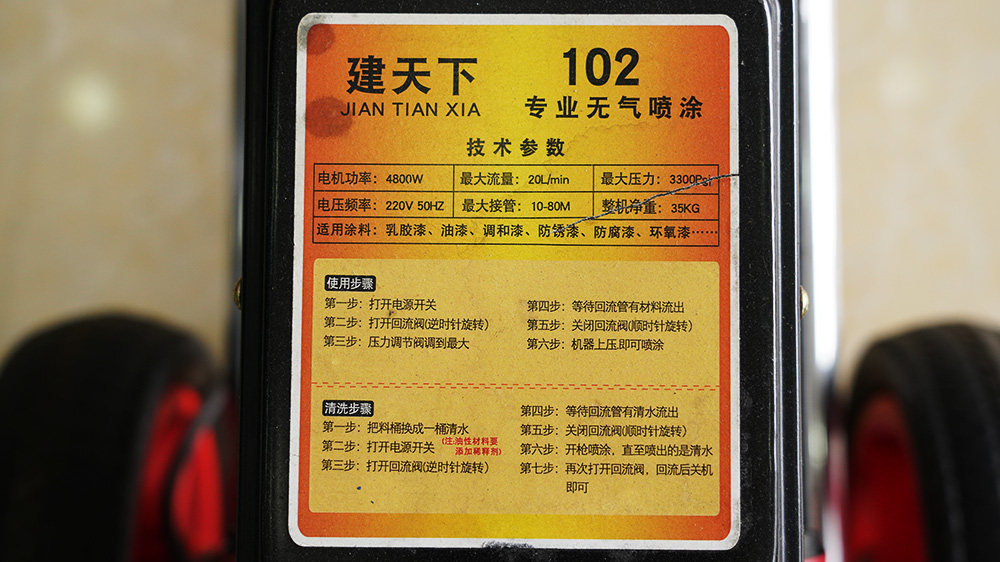 建天下
JIAN TIAN XIA
102
专业无气喷涂
技术参数
电机功率：4800W 最大流量：20L/min 最大压力：3300Psi
电压频率：220V 50HZ 最大接管：10-80M 整机净重：35KG
适用涂料：乳胶漆、油漆、调和漆、防锈漆、防腐漆、环氧漆……
使用步骤
第一步：打开电源开关
第二步：打开回流阀(逆时针旋转）
第三步：压力调节阀调到最大
第四步：等待回流管有材料流出
第五步：关闭回流阀(顺时针旋转）
第六步：机器上压,即可喷涂
清洗步骤
第一步：把料桶换成一桶清水
第二步：打开电源开关
(注:油性材料要
添加稀释剂)
第三步：打开回流阀(逆时针旋转）
第四步：等待回流管有清水流出
第五步：关闭回流阀(顺时针旋转）
第六步：开枪喷涂，直至喷出的是清水
第七步：再次打开回流阀，回流后关机
即可